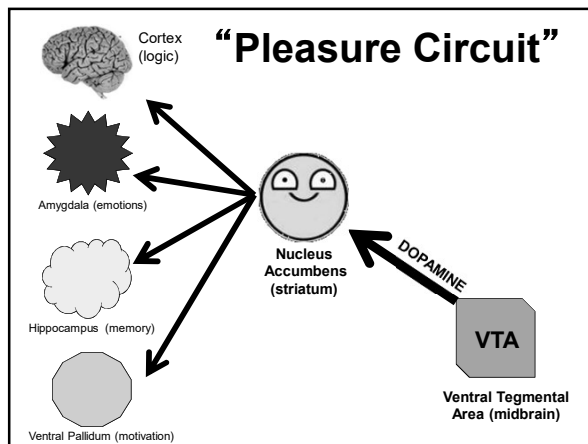 “Pleasure Circuit”
Cortex
(logic)
Amygdala (emotions)
Hippocampus (memory)
Ventral Pallidum (motivation)
Nucleus
Accumbens
(striatum)
DOPAMINE
VTA
Ventral Tegmental
Area (midbrain)